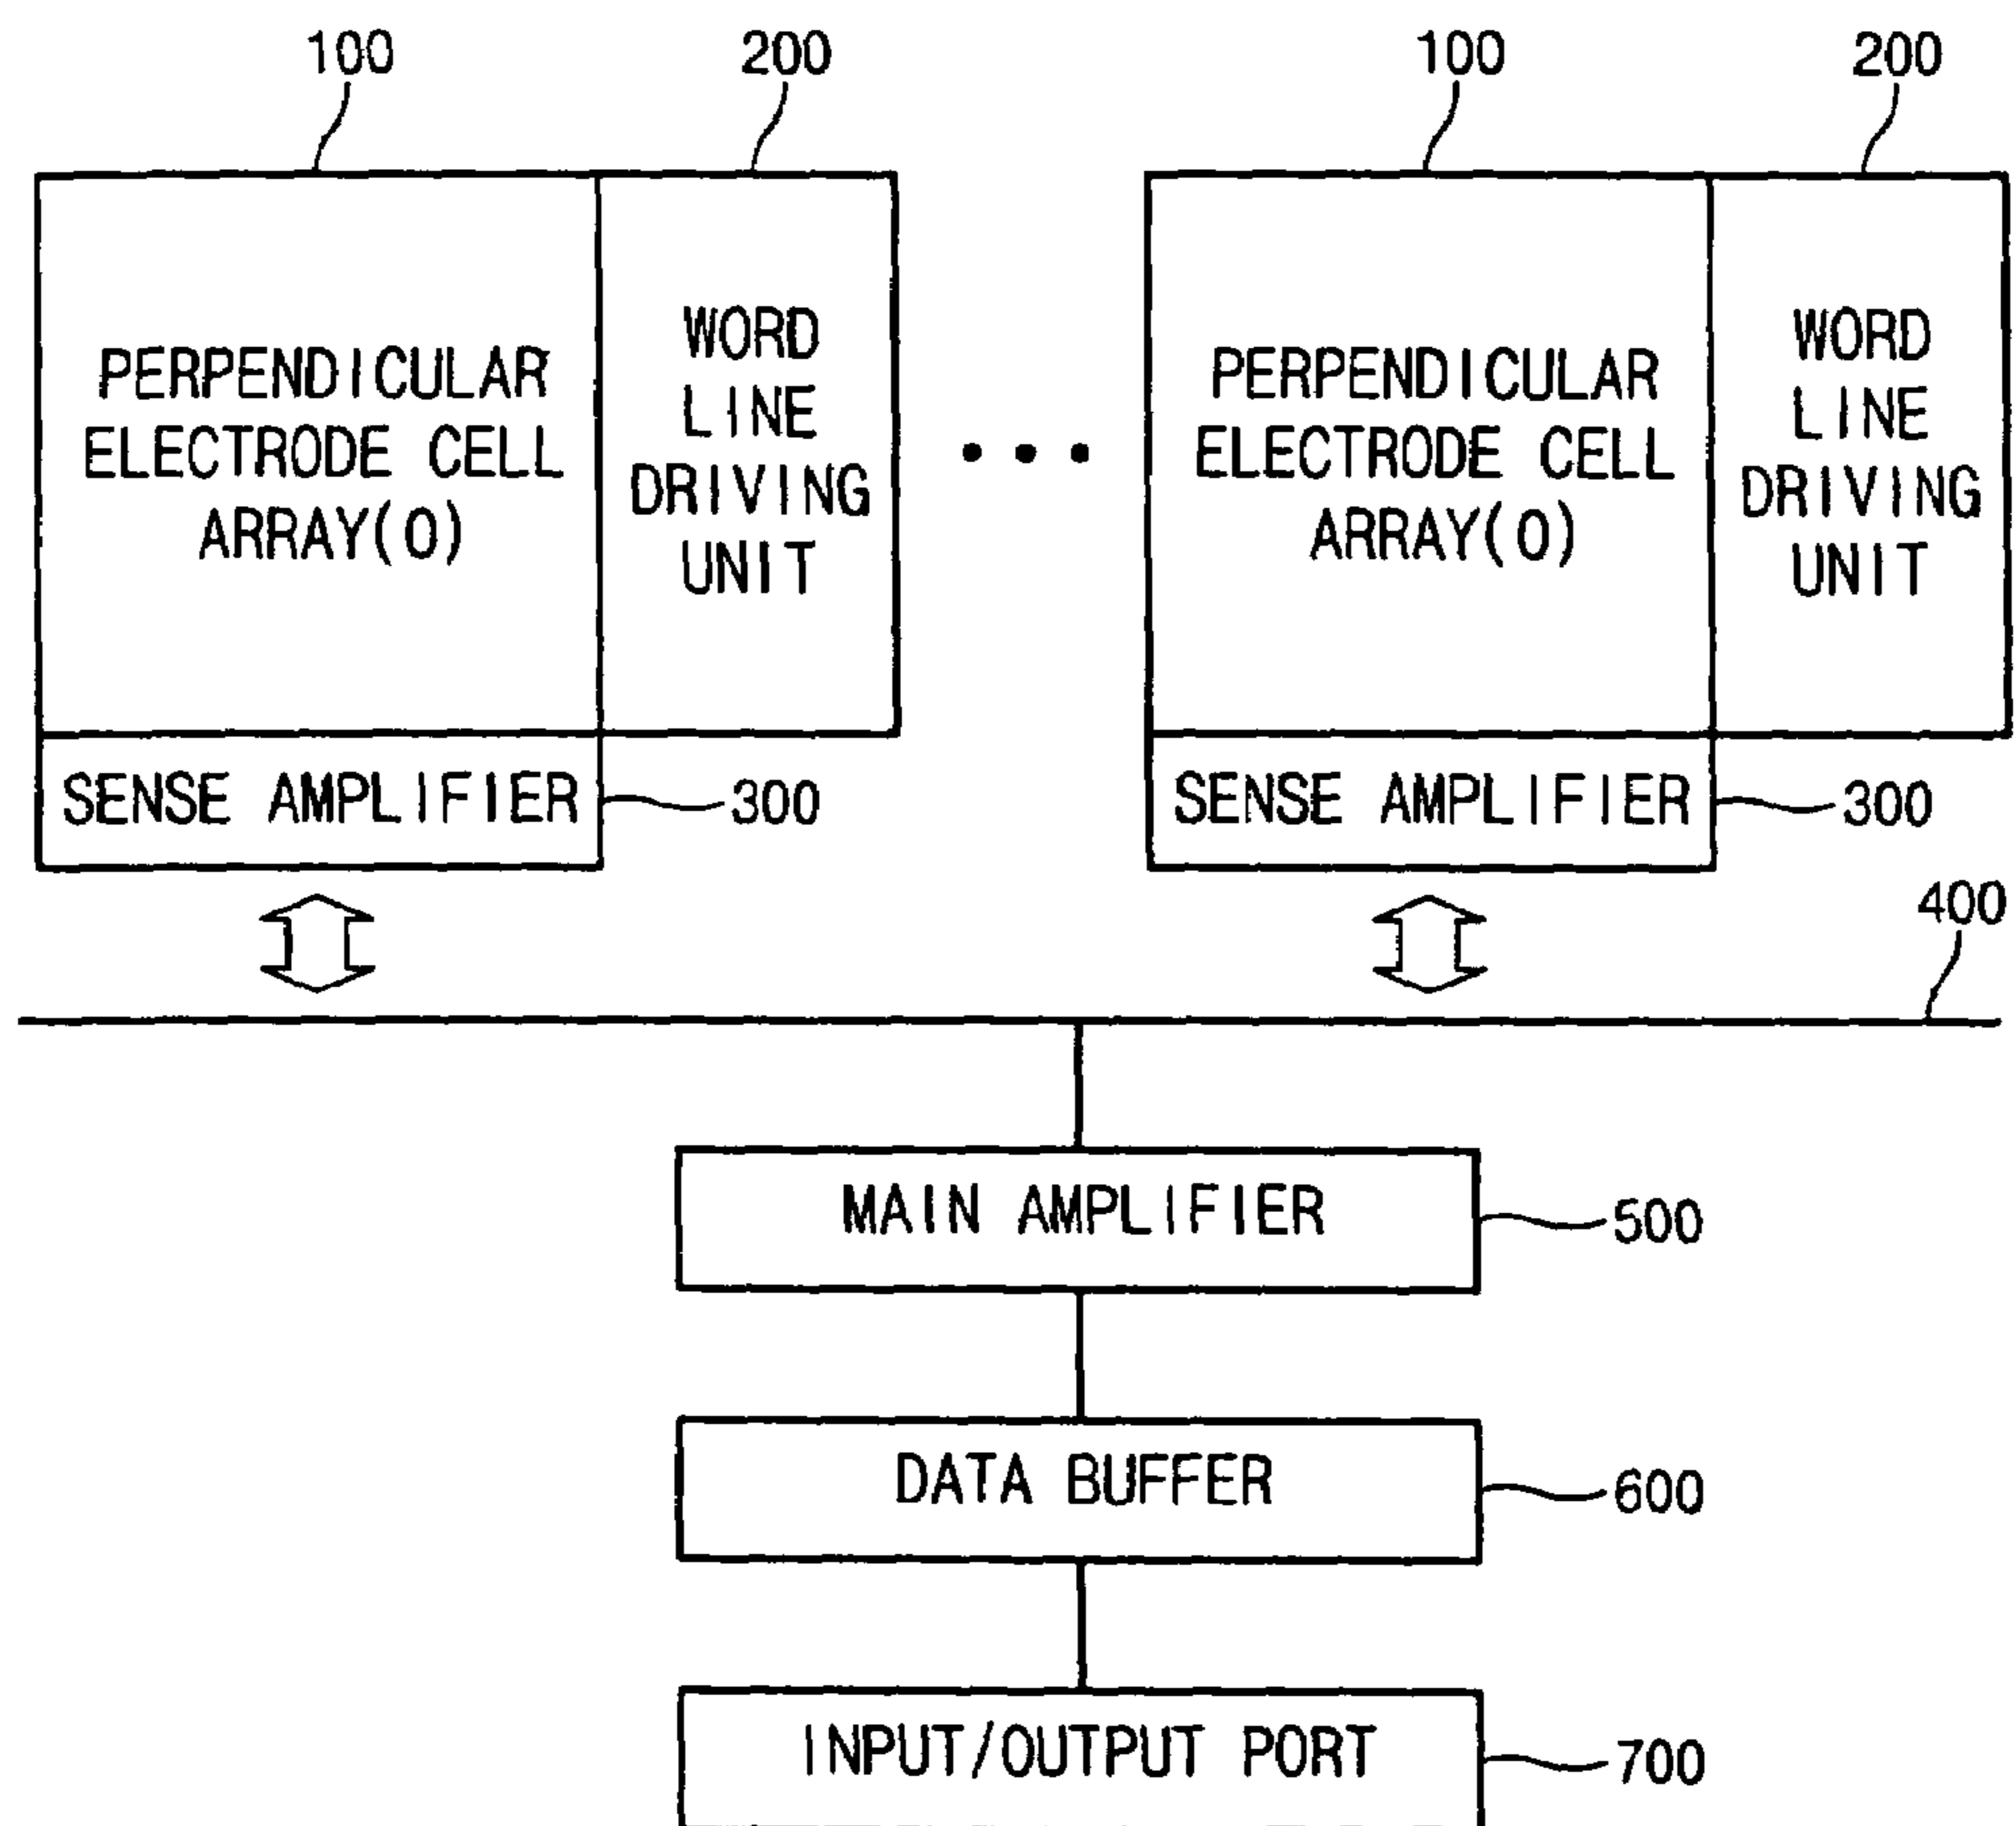 100
200
100
200
PERPENDICULAR
ELECTRODE CELL
ARRAY(0)
WORD
LINE
DRIVING
UNIT
PERPENDICULAR
ELECTRODE CELL
ARRAY(0)
WORD
LINE
DRIVING
UNIT
SENSE AMPLIFIER
300
SENSE AMPLIFIER
300
400
MAIN AMPLIFIER
500
DATA BUFFER
600
INPUT/OUTPUT PORT
700